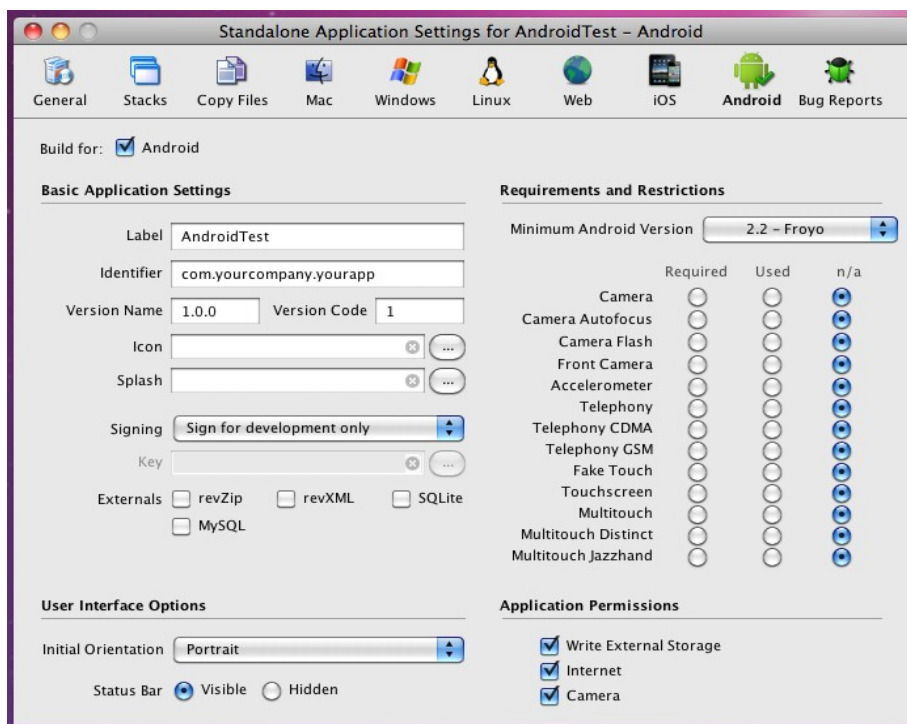 Standalone Application Settings for AndroidTest – Android
General Stacks Copy Files Mac Windows Linux Web iOS Android Bug Reports
Build for: Android
Basic Application Settings
Label AndroidTest
Identifier com.yourcompany.yourapp
Version Name 1.0.0 Version Code 1
Icon ...
Splash ...
Signing Sign for development only
Key ...
Externals revZip revXML SQLite
MySQL
User Interface Options
Initial Orientation Portrait
Status Bar Visible Hidden
Requirements and Restrictions
Minimum Android Version 2.2 – Froyo
Required Used n/a
Camera
Camera Autofocus
Camera Flash
Front Camera
Accelerometer
Telephony
Telephony CDMA
Telephony GSM
Fake Touch
Touchscreen
Multitouch
Multitouch Distinct
Multitouch Jazzhand
Application Permissions
Write External Storage
Internet
Camera